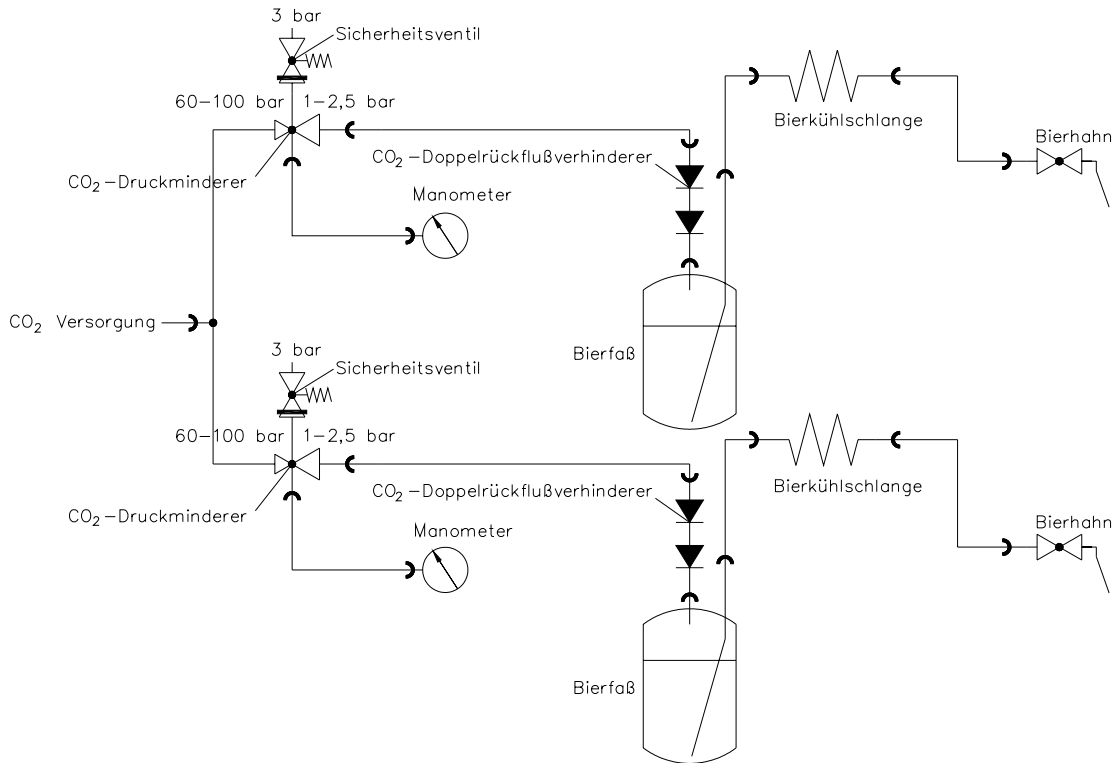 3 bar
Sicherheitsventil
60-100 bar
1-2,5 bar
CO₂-Druckminderer
Manometer
CO₂-Doppelrückflußverhinderer
Bierkühlschlange
Bierhahn
Bierfaß
CO₂ Versorgung
3 bar
Sicherheitsventil
60-100 bar
1-2,5 bar
CO₂-Druckminderer
Manometer
CO₂-Doppelrückflußverhinderer
Bierkühlschlange
Bierhahn
Bierfaß